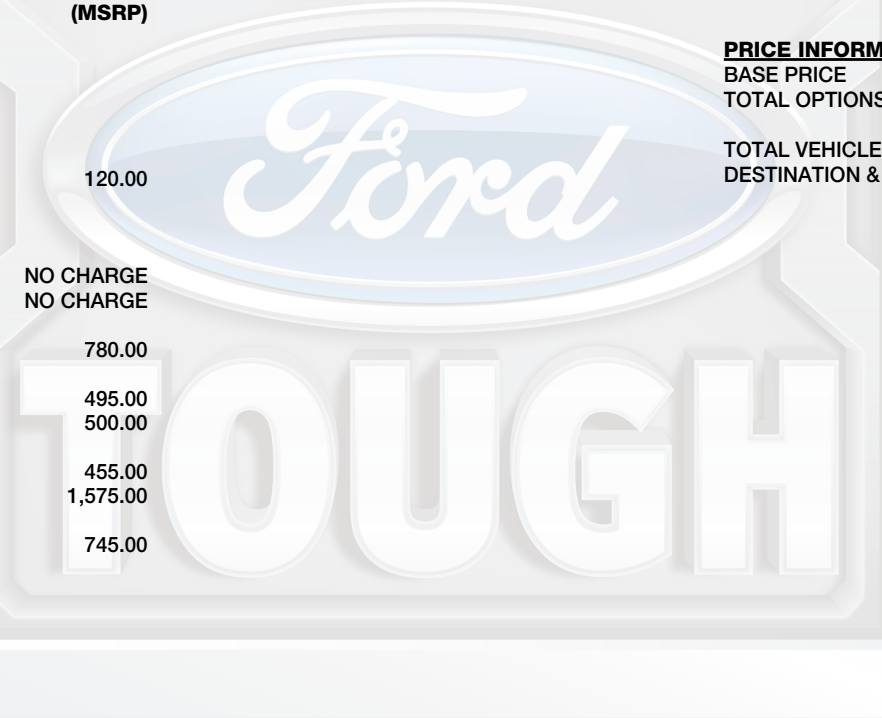 (MSRP)
120.00
NO CHARGE
NO CHARGE
780.00
495.00
500.00
455.00
1,575.00
745.00
PRICE INFORM
BASE PRICE
TOTAL OPTIONS
TOTAL VEHICLE
DESTINATION &
Ford
TOUGH